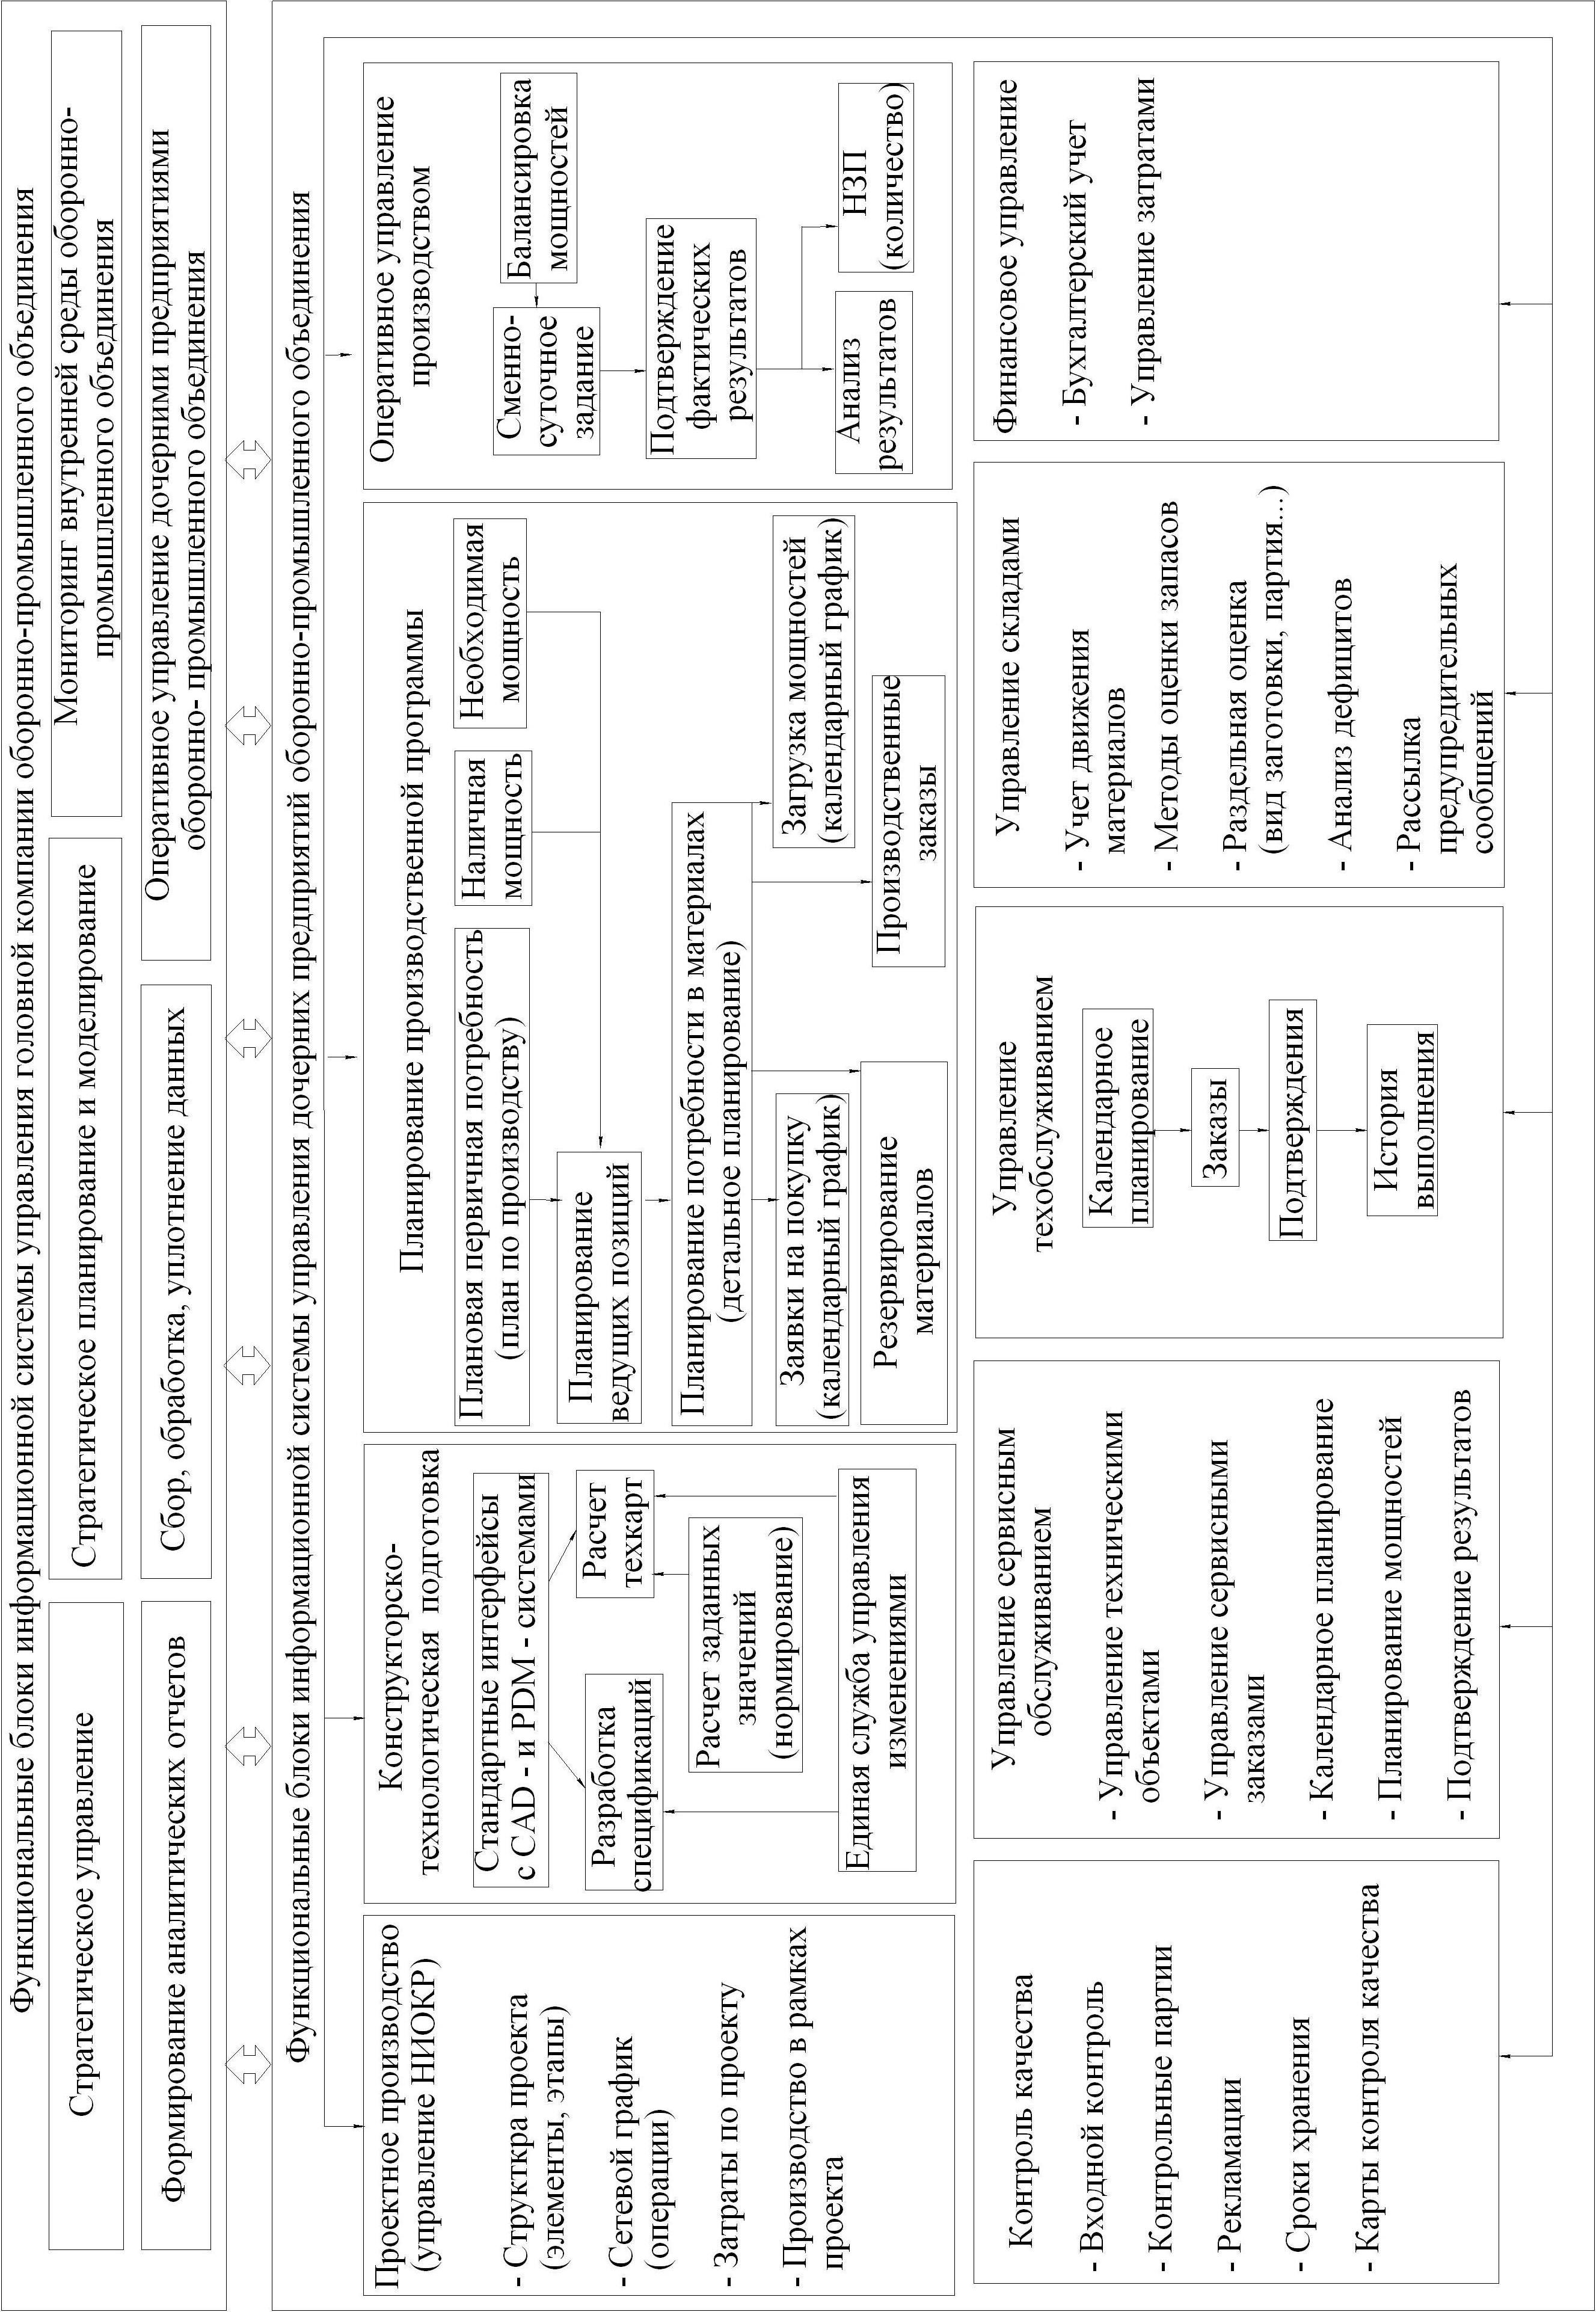 Функциональные блоки информационной системы управления головной компании оборонно-промышленного объединения
Стратегическое управление
Стратегическое планирование и моделирование
Мониторинг внутренней среды оборонно-
промышленного объединения
Формирование аналитических отчетов
Сбор, обработка, уплотнение данных
Оперативное управление дочерними предприятиями
оборонно- промышленного объединения
Функциональные блоки информационной системы управления дочерних предприятий оборонно-промышленного объединения
Проектное производство
(управление НИОКР)
- Структкра проекта
(элементы, этапы)
- Сетевой график
(операции)
- Затраты по проекту
- Производство в рамках
проекта
Конструкторско-
технологическая подготовка
Стандартные интерфейсы
с CAD - и PDM - системами
Разработка
спецификаций
Расчет
техкарт
Расчет заданных
значений
(нормирование)
Единая служба управления
изменениями
Планирование производственной программы
Плановая первичная потребность
(план по производству)
Наличная
мощность
Необходимая
мощность
Планирование
ведущих позиций
Планирование потребности в материалах
(детальное планирование)
Заявки на покупку
(календарный график)
Загрузка мощностей
(календарный график)
Резервирование
материалов
Производственные
заказы
Оперативное управление
производством
Балансировка
мощностей
Сменно-
суточное
задание
Подтверждение
фактических
результатов
Анализ
результатов
НЗП
(количество)
Контроль качества
- Входной контроль
- Контрольные партии
- Рекламации
- Сроки хранения
- Карты контроля качества
Управление сервисным
обслуживанием
- Управление техническими
объектами
- Управление сервисными
заказами
- Календарное планирование
- Планирование мощностей
- Подтверждение результатов
Управление
техобслуживанием
Календарное
планирование
Заказы
Подтверждения
История
выполнения
Управление складами
- Учет движения
материалов
- Методы оценки запасов
- Раздельная оценка
(вид заготовки, партия...)
- Анализ дефицитов
- Рассылка
предупредительных
сообщений
Финансовое управление
- Бухгалтерский учет
- Управление затратами